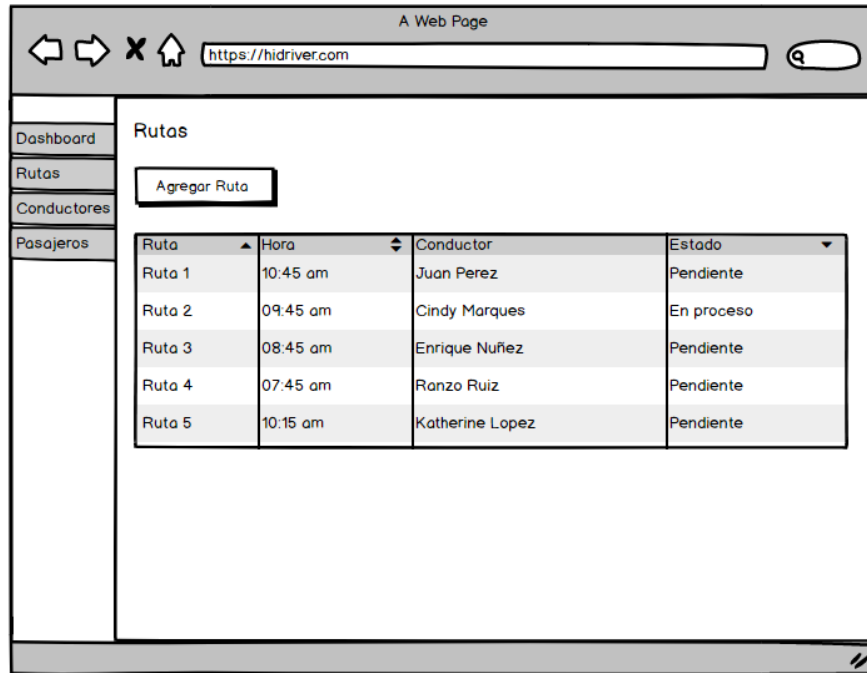 A Web Page
https://hidriver.com
Dashboard
Rutas
Conductores
Pasajeros
Rutas
Agregar Ruta
Ruta Hora Conductor Estado
Ruta 1 10:45 am Juan Perez Pendiente
Ruta 2 09:45 am Cindy Marques En proceso
Ruta 3 08:45 am Enrique Nuñez Pendiente
Ruta 4 07:45 am Ranzo Ruiz Pendiente
Ruta 5 10:15 am Katherine Lopez Pendiente